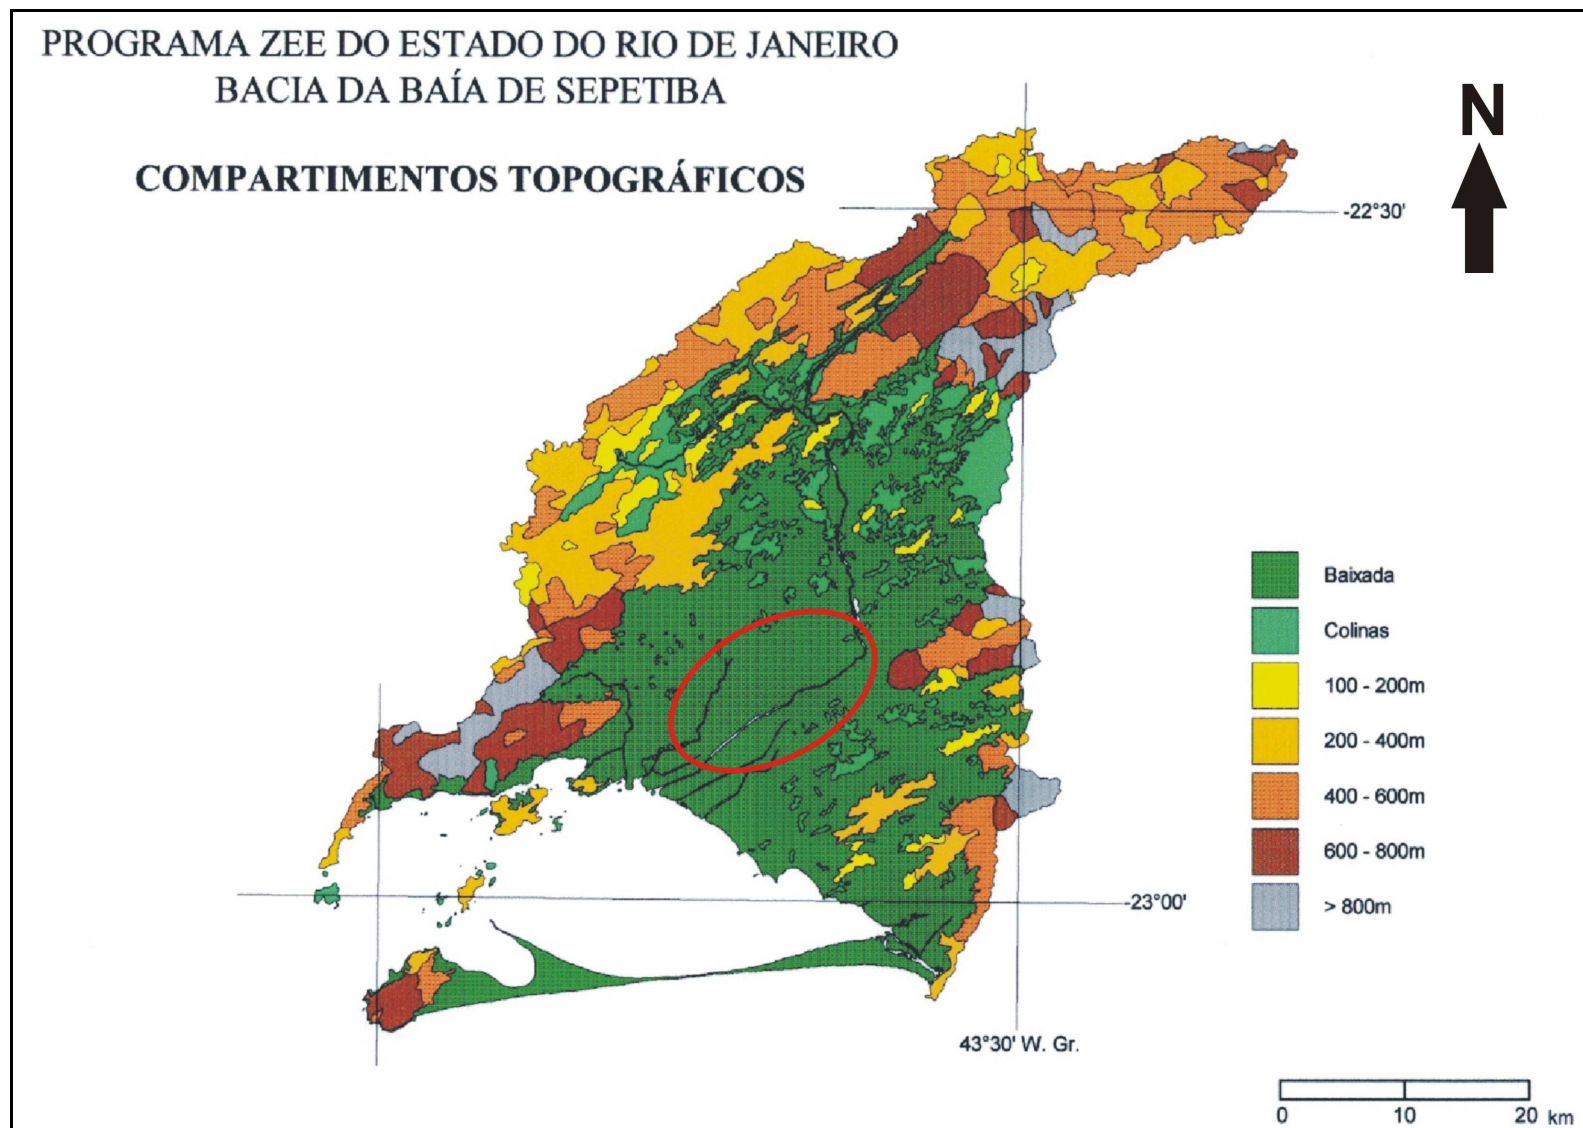 PROGRAMA ZEE DO ESTADO DO RIO DE JANEIRO
BACIA DA BAÍA DE SEPETIBA
COMPARTIMENTOS TOPOGRÁFICOS
N
-22°30'
Baixada
Colinas
100 - 200m
200 - 400m
400 - 600m
600 - 800m
> 800m
-23°00'
43°30' W. Gr.
0 10 20 km